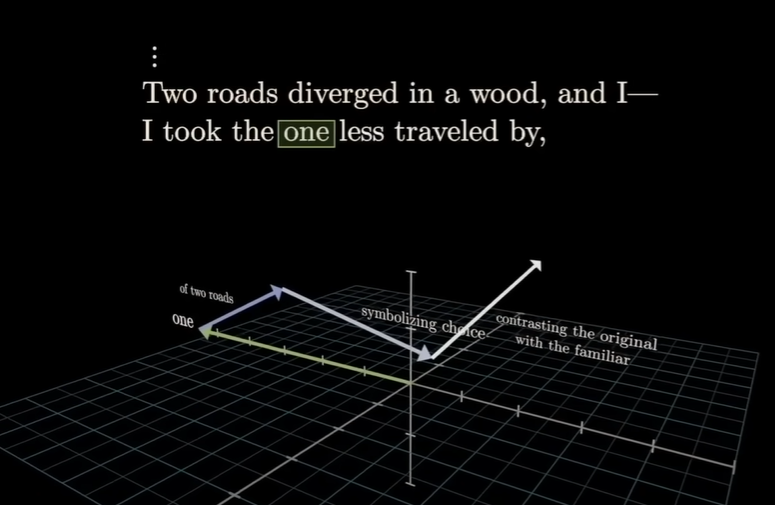 ⋮
Two roads diverged in a wood, and I—
I took the one less traveled by,
of two roads
one
symbolizing choice
contrasting the original
with the familiar